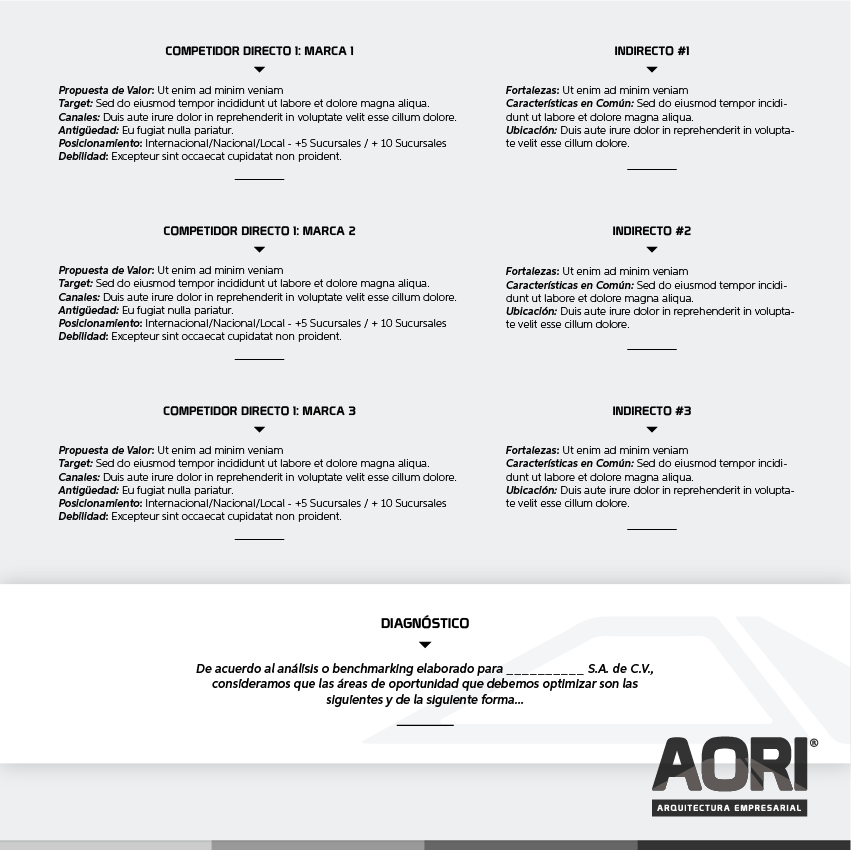 COMPETIDOR DIRECTO 1: MARCA 1
Propuesta de Valor: Ut enim ad minim veniam
Target: Sed do eiusmod tempor incididunt ut labore et dolore magna aliqua.
Canales: Duis aute irure dolor in reprehenderit in voluptate velit esse cillum dolore.
Antigüedad: Eu fugiat nulla pariatur.
Posicionamiento: Internacional/Nacional/Local - +5 Sucursales / + 10 Sucursales
Debilidad: Excepteur sint occaecat cupidatat non proident.
INDIRECTO #1
Fortalezas: Ut enim ad minim veniam
Características en Común: Sed do eiusmod tempor incidi-
dunt ut labore et dolore magna aliqua.
Ubicación: Duis aute irure dolor in reprehenderit in volupta-
te velit esse cillum dolore.
COMPETIDOR DIRECTO 1: MARCA 2
Propuesta de Valor: Ut enim ad minim veniam
Target: Sed do eiusmod tempor incididunt ut labore et dolore magna aliqua.
Canales: Duis aute irure dolor in reprehenderit in voluptate velit esse cillum dolore.
Antigüedad: Eu fugiat nulla pariatur.
Posicionamiento: Internacional/Nacional/Local - +5 Sucursales / + 10 Sucursales
Debilidad: Excepteur sint occaecat cupidatat non proident.
INDIRECTO #2
Fortalezas: Ut enim ad minim veniam
Características en Común: Sed do eiusmod tempor incidi-
dunt ut labore et dolore magna aliqua.
Ubicación: Duis aute irure dolor in reprehenderit in volupta-
te velit esse cillum dolore.
COMPETIDOR DIRECTO 1: MARCA 3
Propuesta de Valor: Ut enim ad minim veniam
Target: Sed do eiusmod tempor incididunt ut labore et dolore magna aliqua.
Canales: Duis aute irure dolor in reprehenderit in voluptate velit esse cillum dolore.
Antigüedad: Eu fugiat nulla pariatur.
Posicionamiento: Internacional/Nacional/Local - +5 Sucursales / + 10 Sucursales
Debilidad: Excepteur sint occaecat cupidatat non proident.
INDIRECTO #3
Fortalezas: Ut enim ad minim veniam
Características en Común: Sed do eiusmod tempor incidi-
dunt ut labore et dolore magna aliqua.
Ubicación: Duis aute irure dolor in reprehenderit in volupta-
te velit esse cillum dolore.
DIAGNÓSTICO
De acuerdo al análisis o benchmarking elaborado para __________ S.A. de C.V.,
consideramos que las áreas de oportunidad que debemos optimizar son las
siguientes y de la siguiente forma...
AORI®
ARQUITECTURA EMPRESARIAL